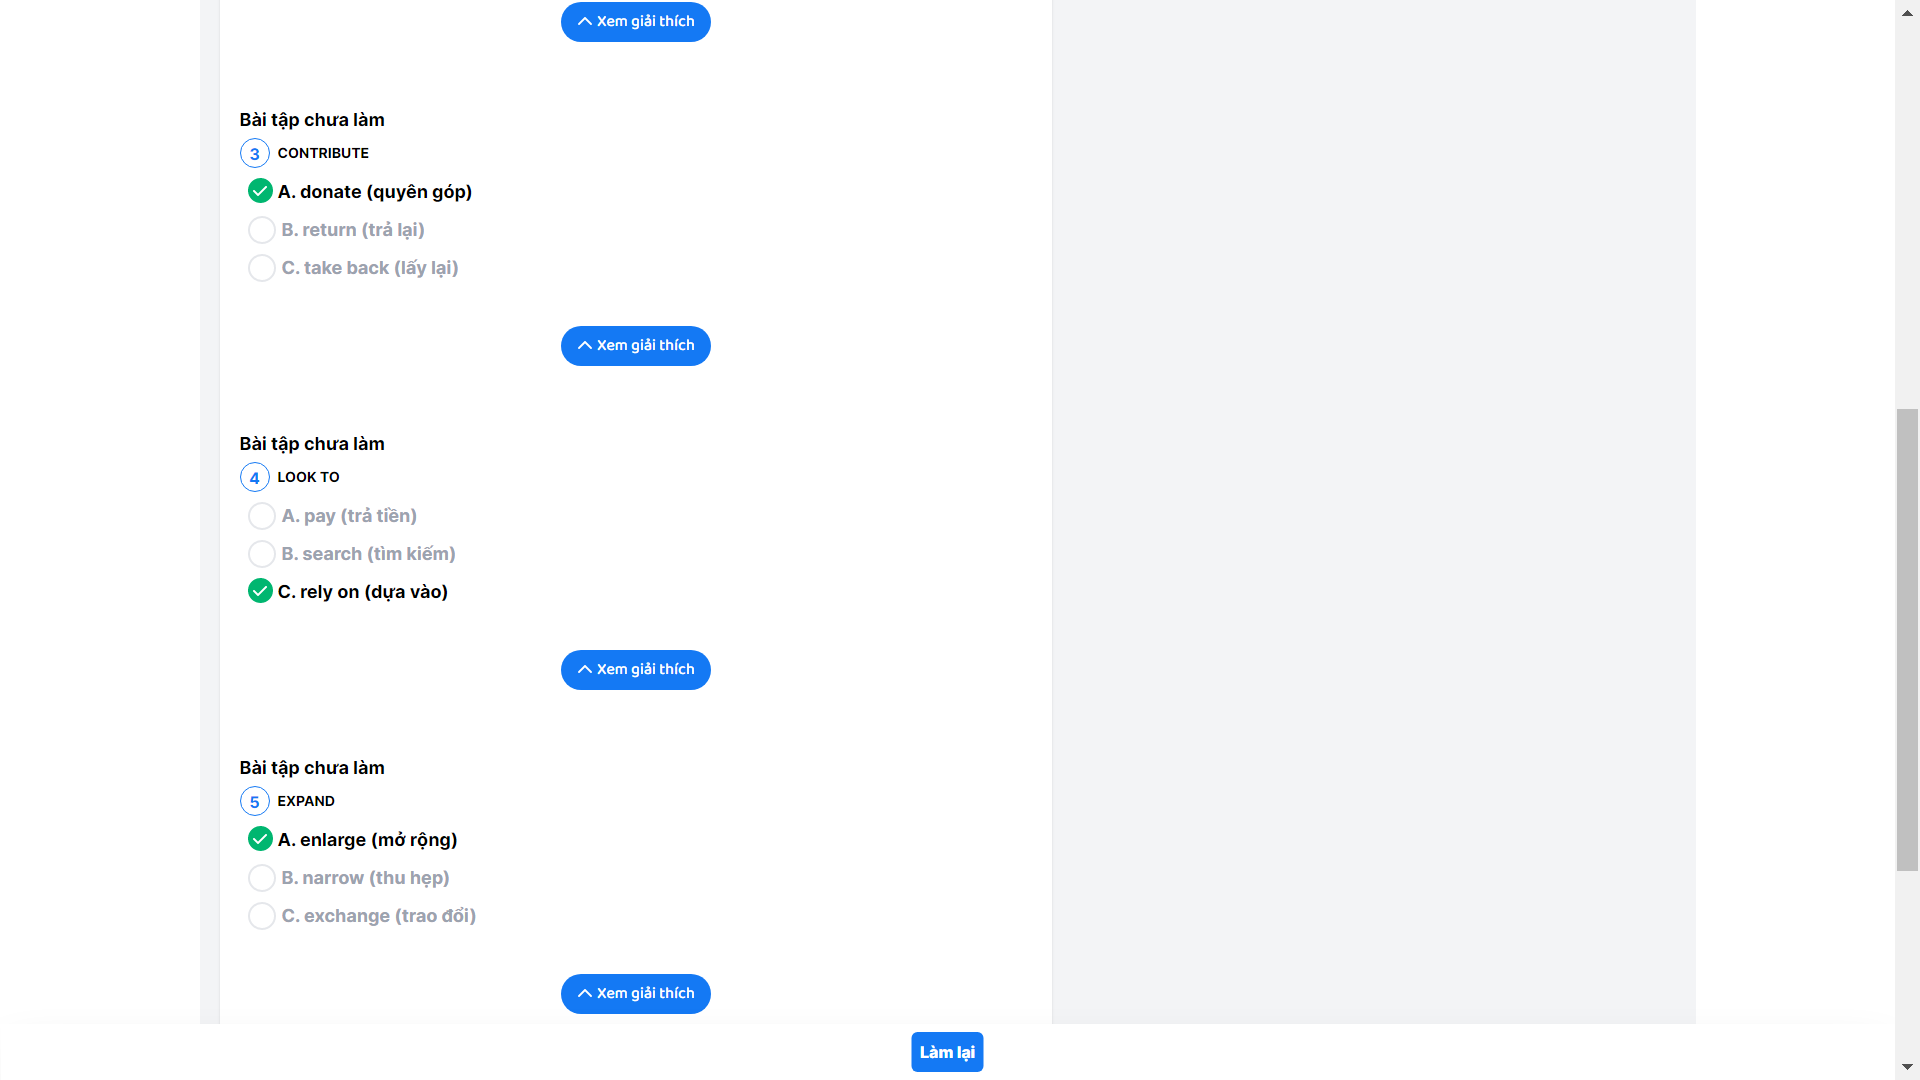 Xem giải thích
Bài tập chưa làm
3 CONTRIBUTE
A. donate (quyên góp)
B. return (trả lại)
C. take back (lấy lại)
Xem giải thích
Bài tập chưa làm
4 LOOK TO
A. pay (trả tiền)
B. search (tìm kiếm)
C. rely on (dựa vào)
Xem giải thích
Bài tập chưa làm
5 EXPAND
A. enlarge (mở rộng)
B. narrow (thu hẹp)
C. exchange (trao đổi)
Xem giải thích
Làm lại